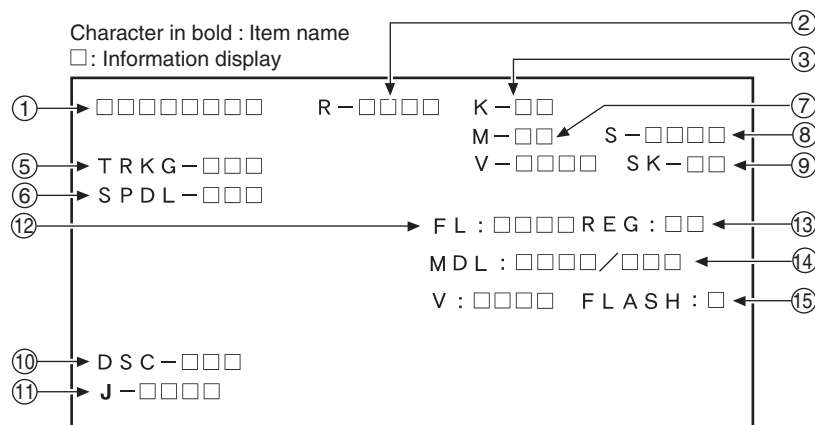 Character in bold : Item name
□ : Information display
② 
③
① □□□□□□□□ R－□□□□ K－□□
⑦
M－□□ S－□□□□ ⑧
⑤ TRKG－□□□ V－□□□□ SK－□□ ⑨
⑥ SPDL－□□□
⑫ FL：□□□□ REG：□□ ⑬
MDL：□□□□／□□□ ⑭
V：□□□□ FLASH：□ ⑮
⑩ DSC－□□□
⑪ J－□□□□